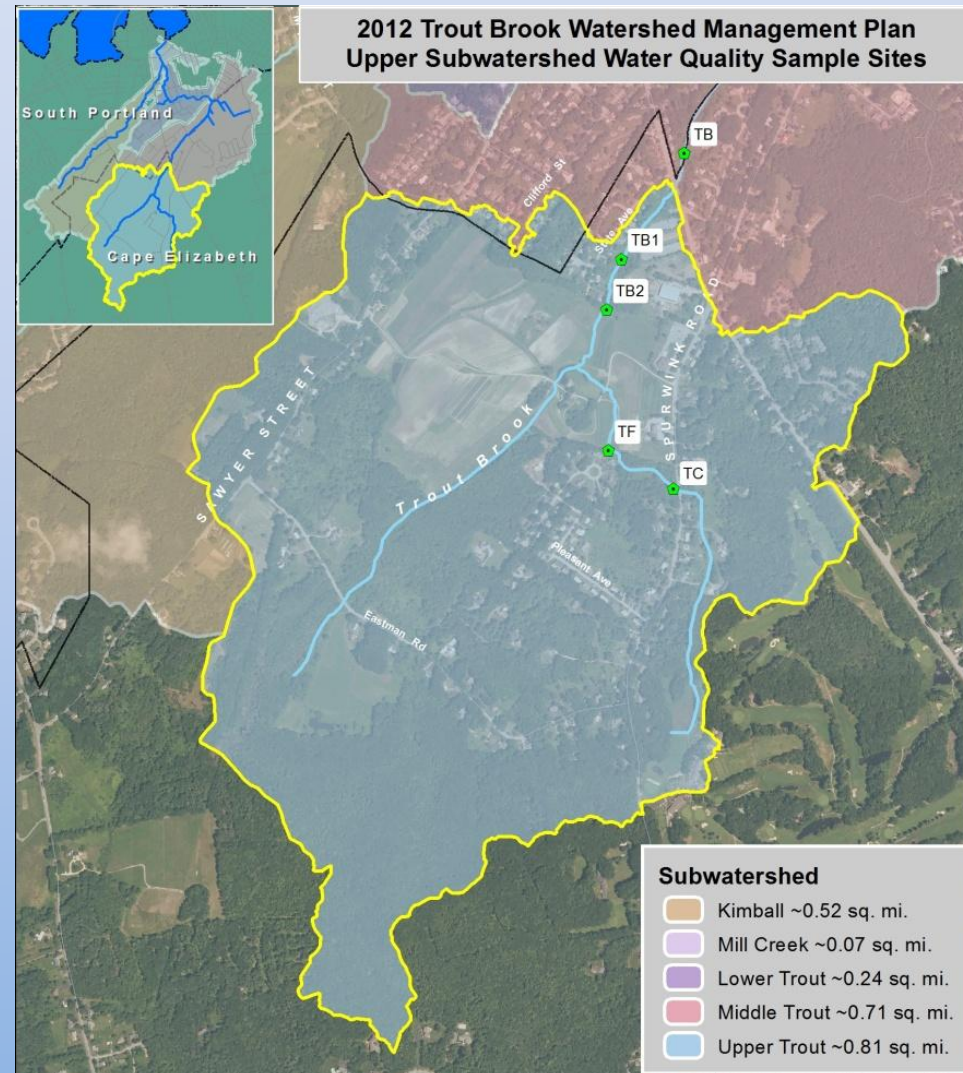 2012 Trout Brook Watershed Management Plan
Upper Subwatershed Water Quality Sample Sites
South Portland
Cape Elizabeth
TB
Clifford St
State Ave
TB1
TB2
SPURWINK ROAD
SAWYER STREET
Trout Brook
TF
TC
Pleasant Ave
Eastman Rd
Subwatershed
Kimball ~0.52 sq. mi.
Mill Creek ~0.07 sq. mi.
Lower Trout ~0.24 sq. mi.
Middle Trout ~0.71 sq. mi.
Upper Trout ~0.81 sq. mi.